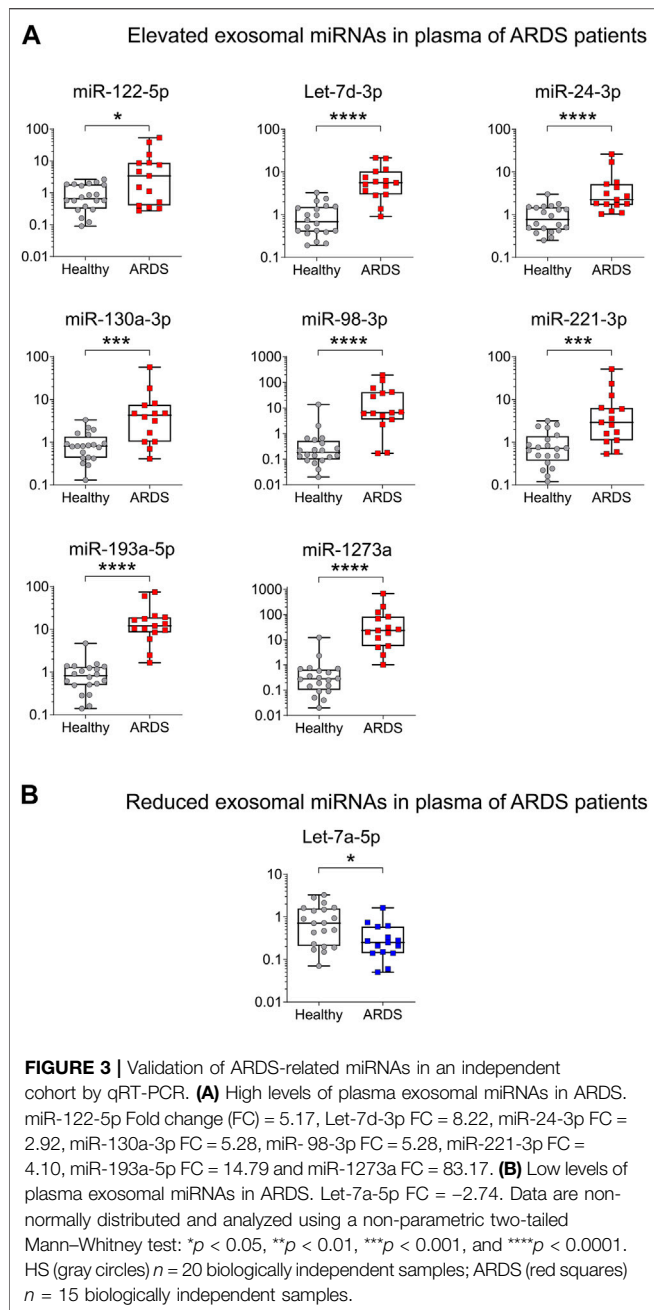 A Elevated exosomal miRNAs in plasma of ARDS patients
miR-122-5p
*
100
10
1
0.1
0.01
Healthy ARDS
Let-7d-3p
****
100
10
1
0.1
Healthy ARDS
miR-24-3p
****
100
10
1
0.1
Healthy ARDS
miR-130a-3p
***
100
10
1
0.1
Healthy ARDS
miR-98-3p
****
1000
100
10
1
0.1
0.01
Healthy ARDS
miR-221-3p
***
100
10
1
0.1
Healthy ARDS
miR-193a-5p
****
100
10
1
0.1
Healthy ARDS
miR-1273a
****
1000
100
10
1
0.1
0.01
Healthy ARDS
B Reduced exosomal miRNAs in plasma of ARDS patients
Let-7a-5p
*
10
1
0.1
0.01
Healthy ARDS
FIGURE 3 | Validation of ARDS-related miRNAs in an independent
cohort by qRT-PCR. (A) High levels of plasma exosomal miRNAs in ARDS.
miR-122-5p Fold change (FC) = 5.17, Let-7d-3p FC = 8.22, miR-24-3p FC =
2.92, miR-130a-3p FC = 5.28, miR- 98-3p FC = 5.28, miR-221-3p FC =
4.10, miR-193a-5p FC = 14.79 and miR-1273a FC = 83.17. (B) Low levels of
plasma exosomal miRNAs in ARDS. Let-7a-5p FC = −2.74. Data are non-
normally distributed and analyzed using a non-parametric two-tailed
Mann–Whitney test: *p < 0.05, **p < 0.01, ***p < 0.001, and ****p < 0.0001.
HS (gray circles) n = 20 biologically independent samples; ARDS (red squares)
n = 15 biologically independent samples.